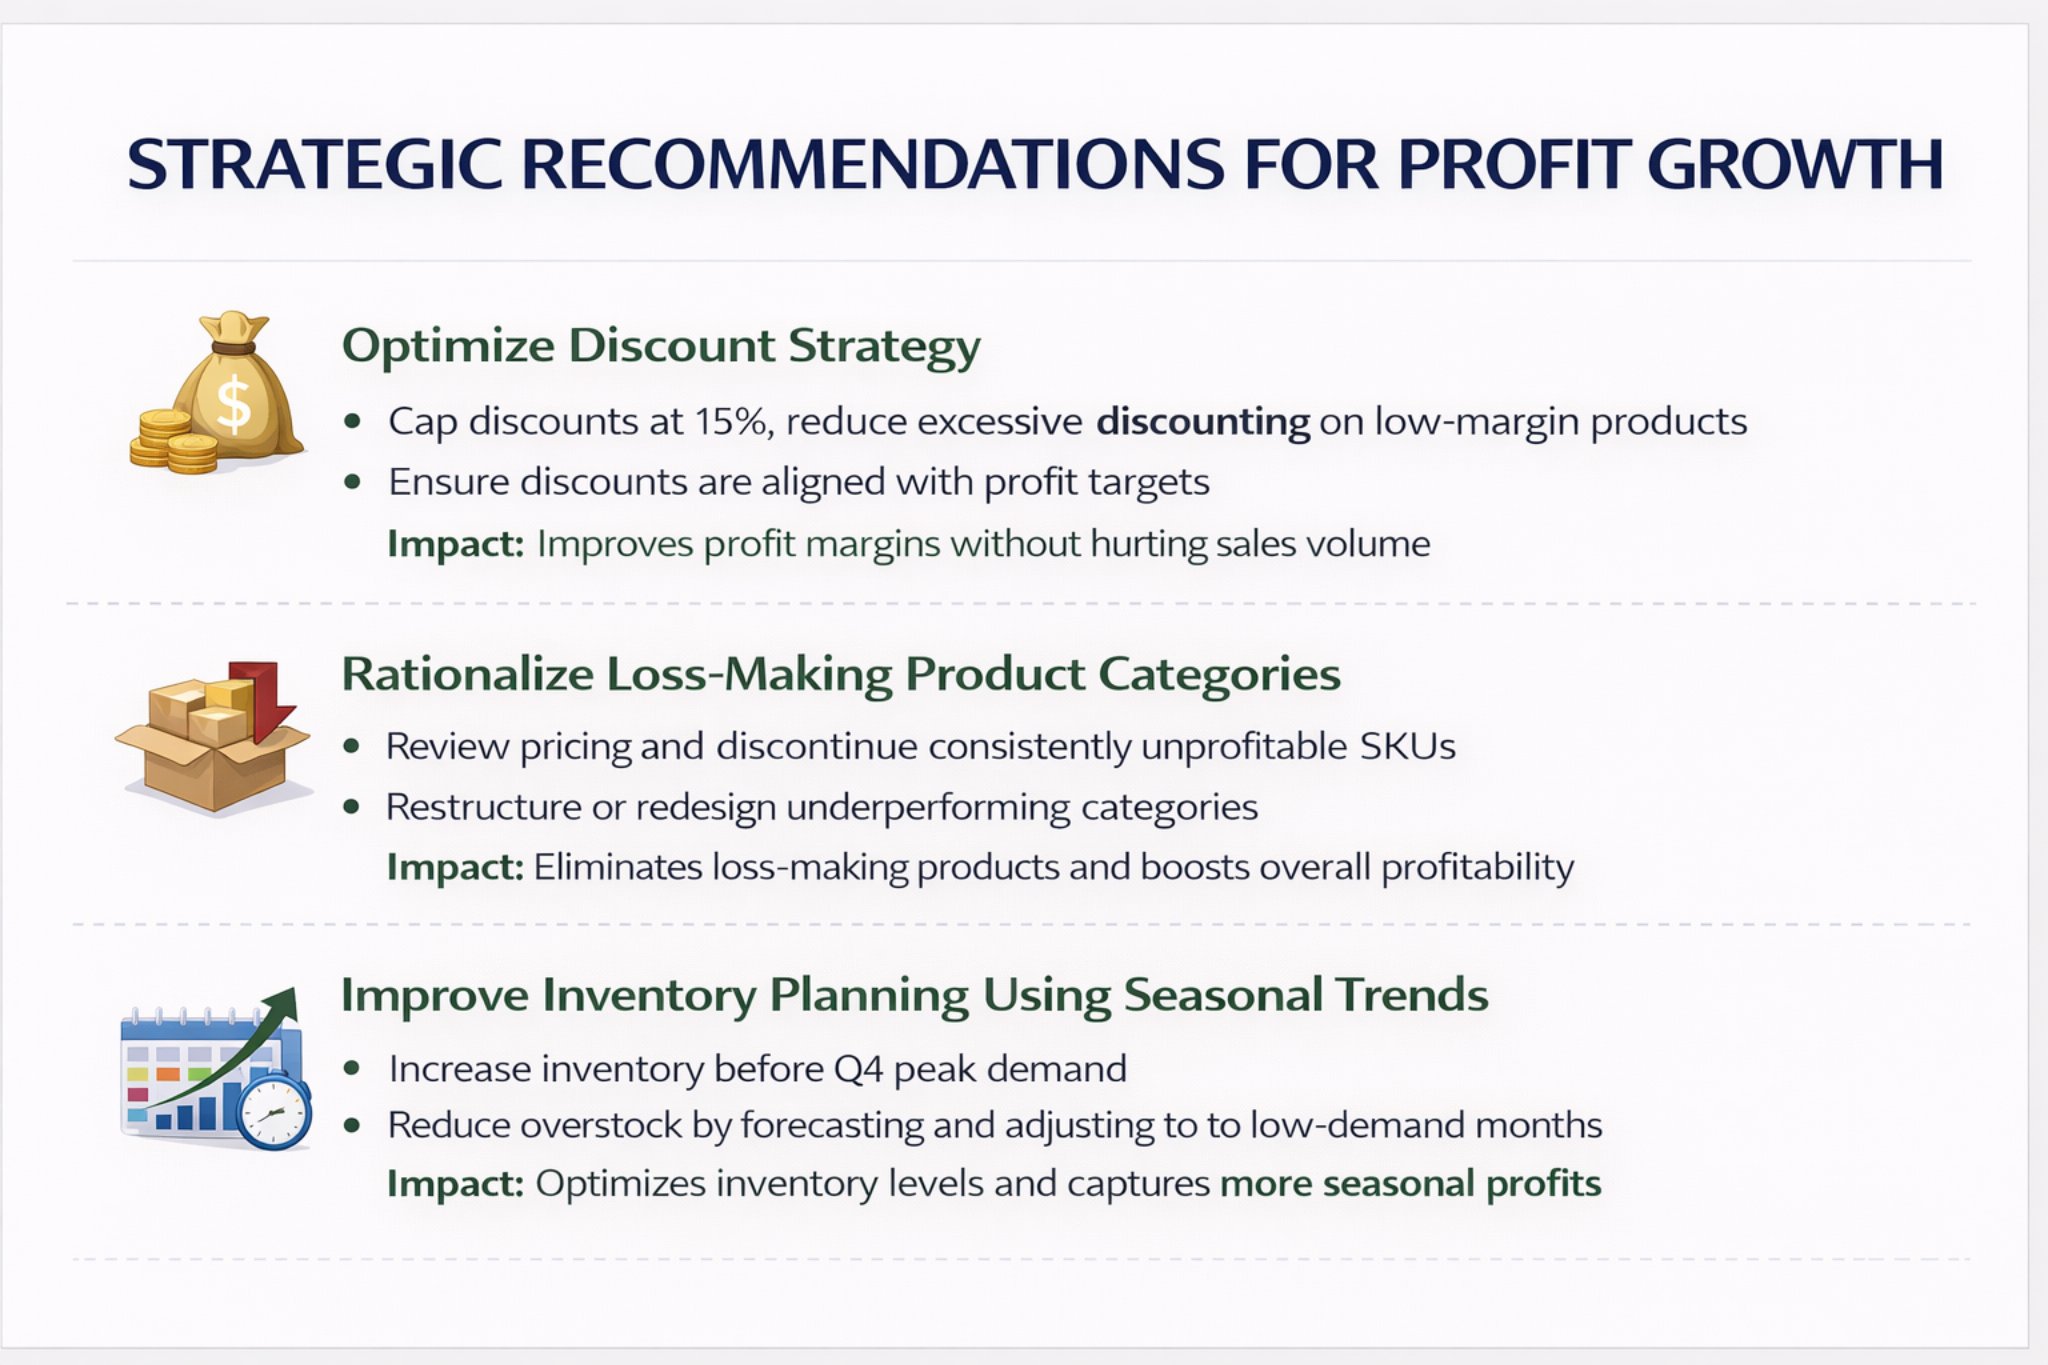 STRATEGIC RECOMMENDATIONS FOR PROFIT GROWTH
Optimize Discount Strategy
• Cap discounts at 15%, reduce excessive discounting on low-margin products
• Ensure discounts are aligned with profit targets
Impact: Improves profit margins without hurting sales volume
Rationalize Loss-Making Product Categories
• Review pricing and discontinue consistently unprofitable SKUs
• Restructure or redesign underperforming categories
Impact: Eliminates loss-making products and boosts overall profitability
Improve Inventory Planning Using Seasonal Trends
• Increase inventory before Q4 peak demand
• Reduce overstock by forecasting and adjusting to to low-demand months
Impact: Optimizes inventory levels and captures more seasonal profits